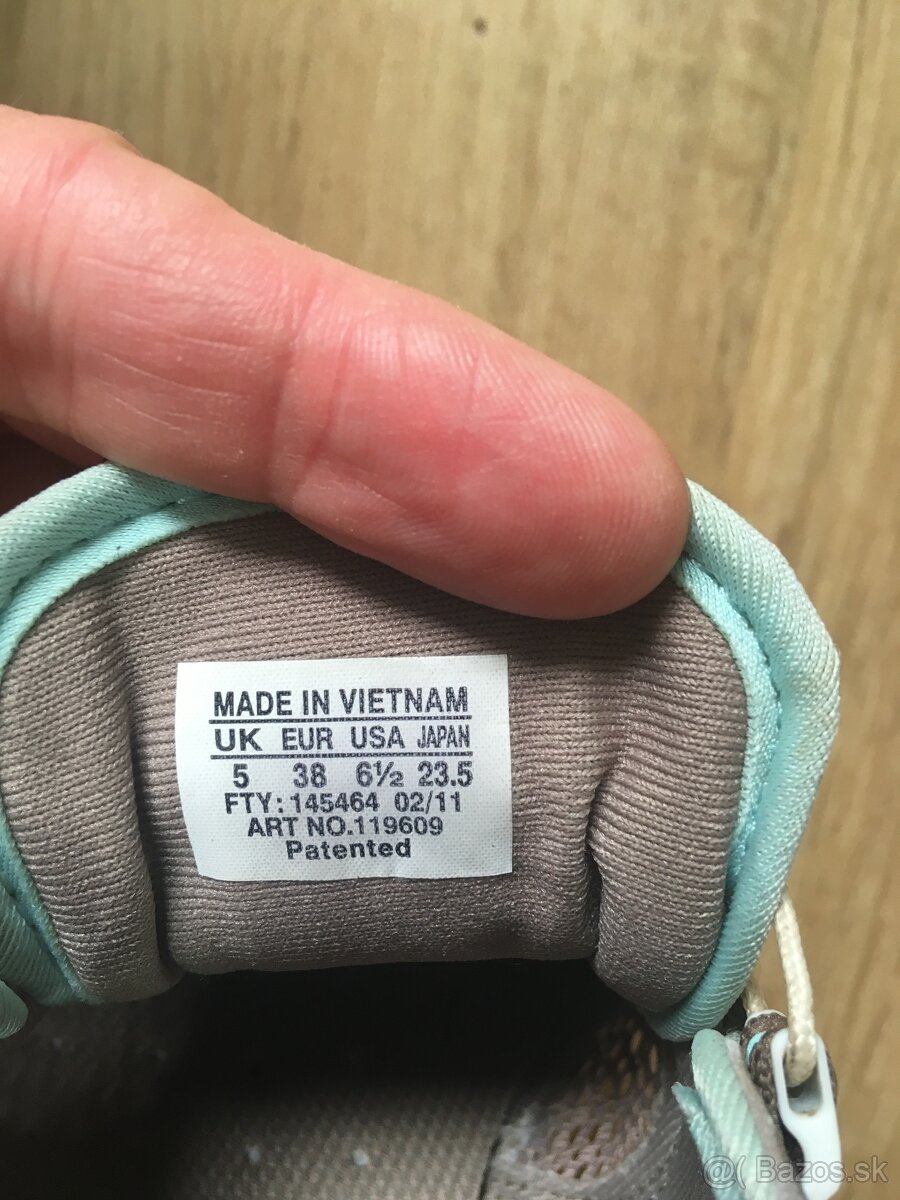 MADE IN VIETNAM
UK EUR USA JAPAN
5 38 6½ 23.5
FTY: 145464 02/11
ART NO.119609
Patented
@( Bazos.sk